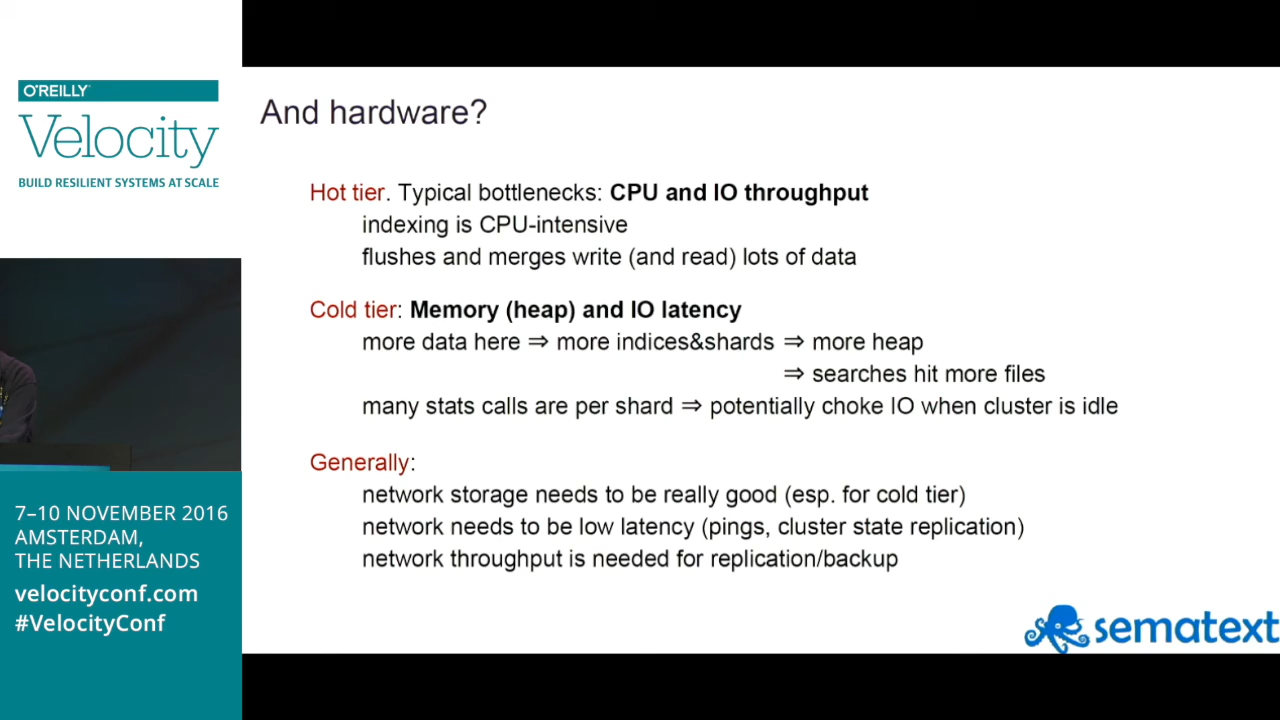 O'REILLY
Velocity
BUILD RESILIENT SYSTEMS AT SCALE
And hardware?
Hot tier. Typical bottlenecks: CPU and IO throughput
indexing is CPU-intensive
flushes and merges write (and read) lots of data
Cold tier: Memory (heap) and IO latency
more data here ⇒ more indices&shards ⇒ more heap
⇒ searches hit more files
many stats calls are per shard ⇒ potentially choke IO when cluster is idle
Generally:
network storage needs to be really good (esp. for cold tier)
network needs to be low latency (pings, cluster state replication)
network throughput is needed for replication/backup
7–10 NOVEMBER 2016
AMSTERDAM,
THE NETHERLANDS
velocityconf.com
#VelocityConf
sematext